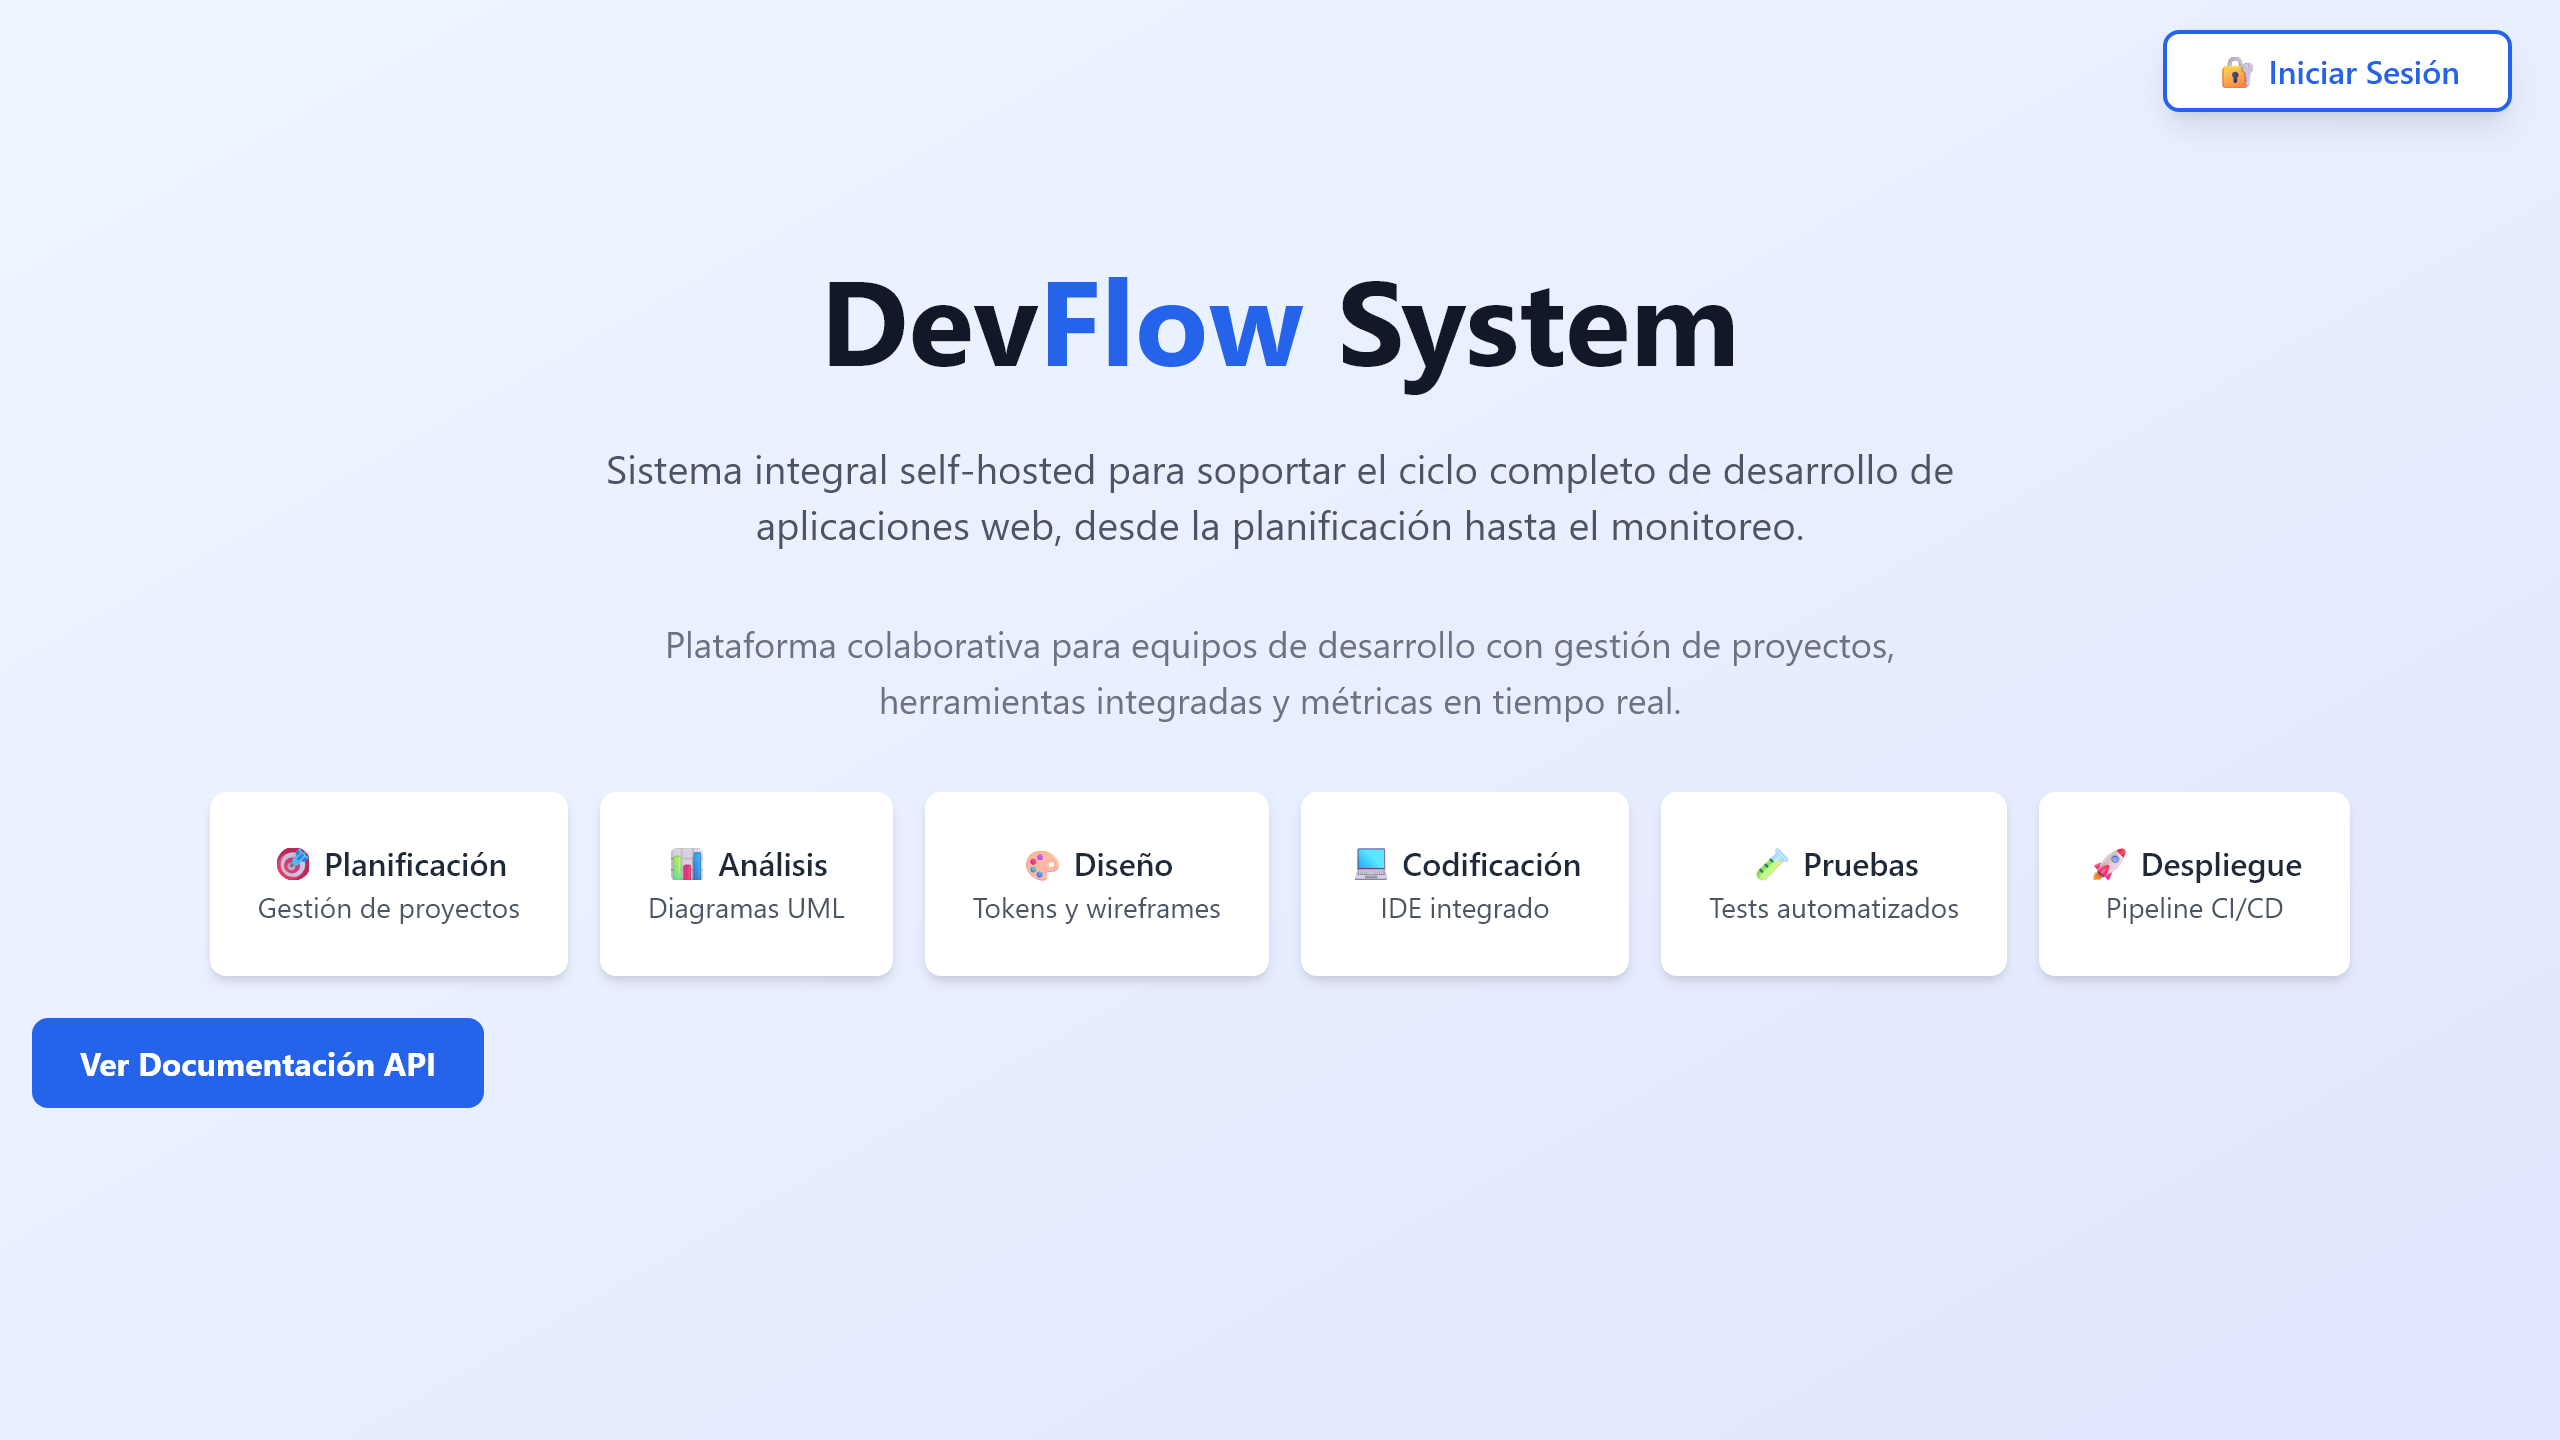 Iniciar Sesión
DevFlow System
Sistema integral self-hosted para soportar el ciclo completo de desarrollo de
aplicaciones web, desde la planificación hasta el monitoreo.
Plataforma colaborativa para equipos de desarrollo con gestión de proyectos,
herramientas integradas y métricas en tiempo real.
Planificación
Gestión de proyectos
Análisis
Diagramas UML
Diseño
Tokens y wireframes
Codificación
IDE integrado
Pruebas
Tests automatizados
Despliegue
Pipeline CI/CD
Ver Documentación API